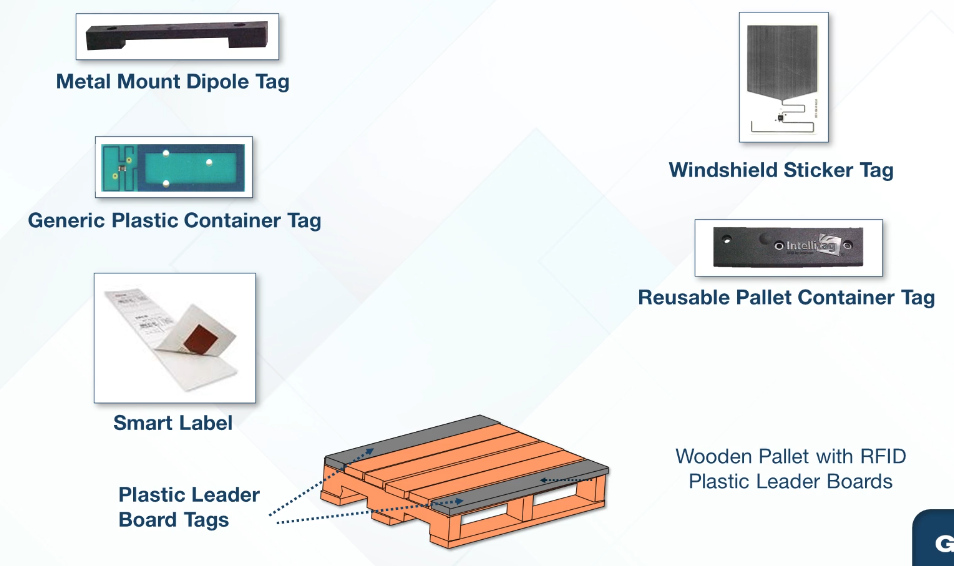 Metal Mount Dipole Tag
Generic Plastic Container Tag
Smart Label
Plastic Leader
Board Tags
Windshield Sticker Tag
Intellitag
Reusable Pallet Container Tag
Wooden Pallet with RFID
Plastic Leader Boards
G